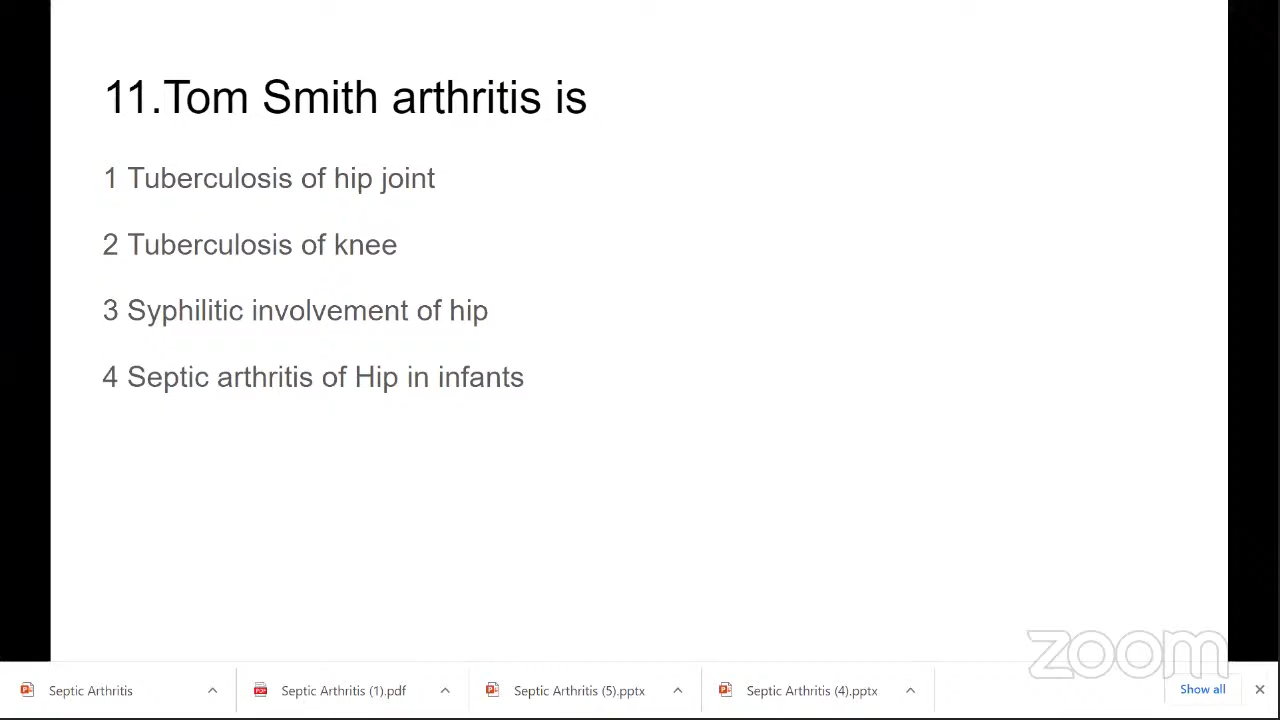 11.Tom Smith arthritis is
1 Tuberculosis of hip joint
2 Tuberculosis of knee
3 Syphilitic involvement of hip
4 Septic arthritis of Hip in infants
zoom
Septic Arthritis
PDF
Septic Arthritis (1).pdf
Septic Arthritis (5).pptx
Septic Arthritis (4).pptx
Show all